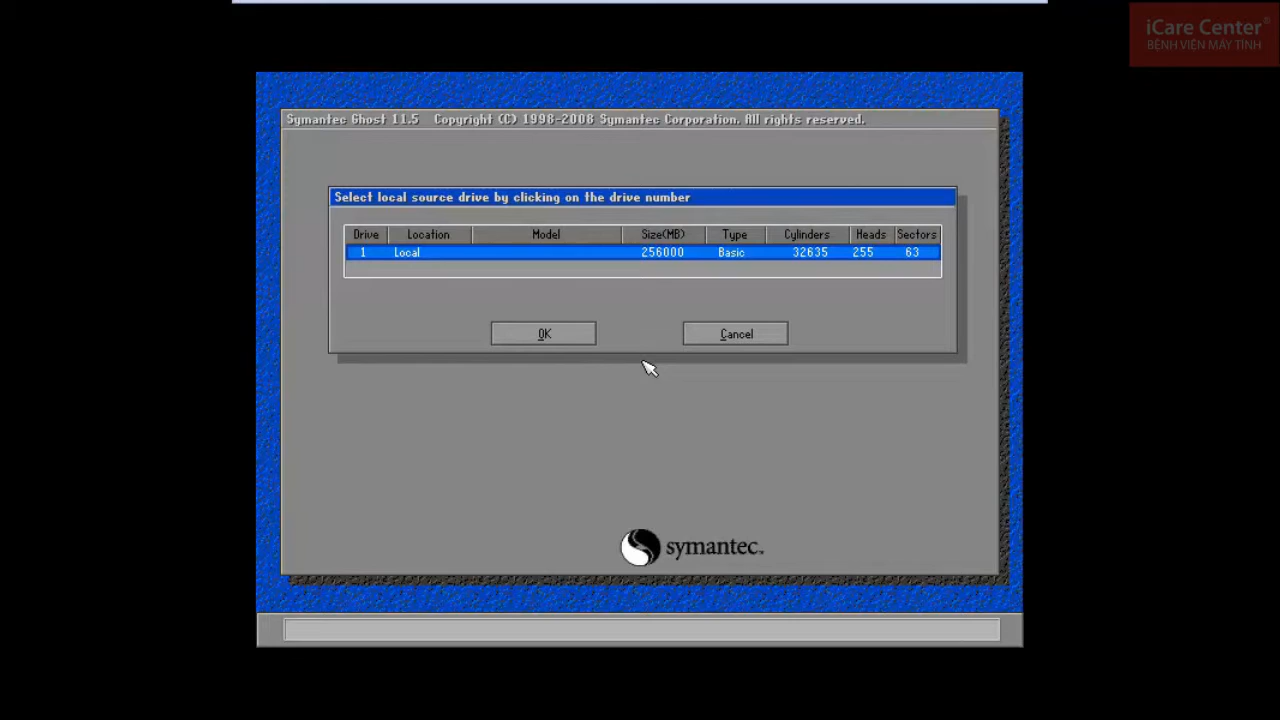 iCare Center®
BỆNH VIỆN MÁY TÍNH
Symantec Ghost 11.5 Copyright (C) 1998-2008 Symantec Corporation. All rights reserved.
Select local source drive by clicking on the drive number
Drive Location Model Size(MB) Type Cylinders Heads Sectors
1 Local 256000 Basic 32635 255 63
OK Cancel
symantec.